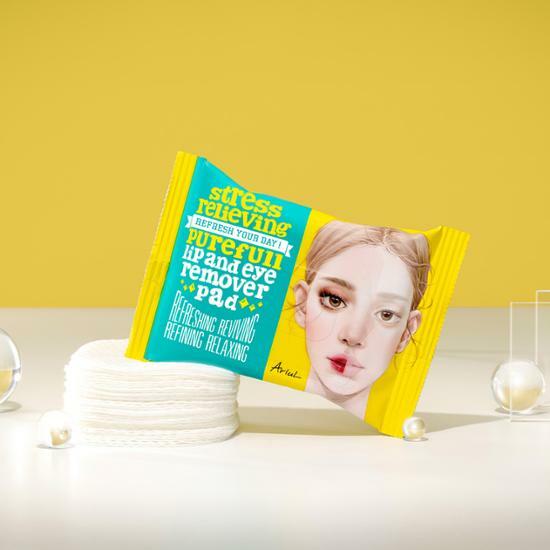 stress
relieving
REFRESH YOUR DAY!
purefull
lip and eye
remover
pad
REFRESHING REVIVING
REFINING RELAXING
Ariul